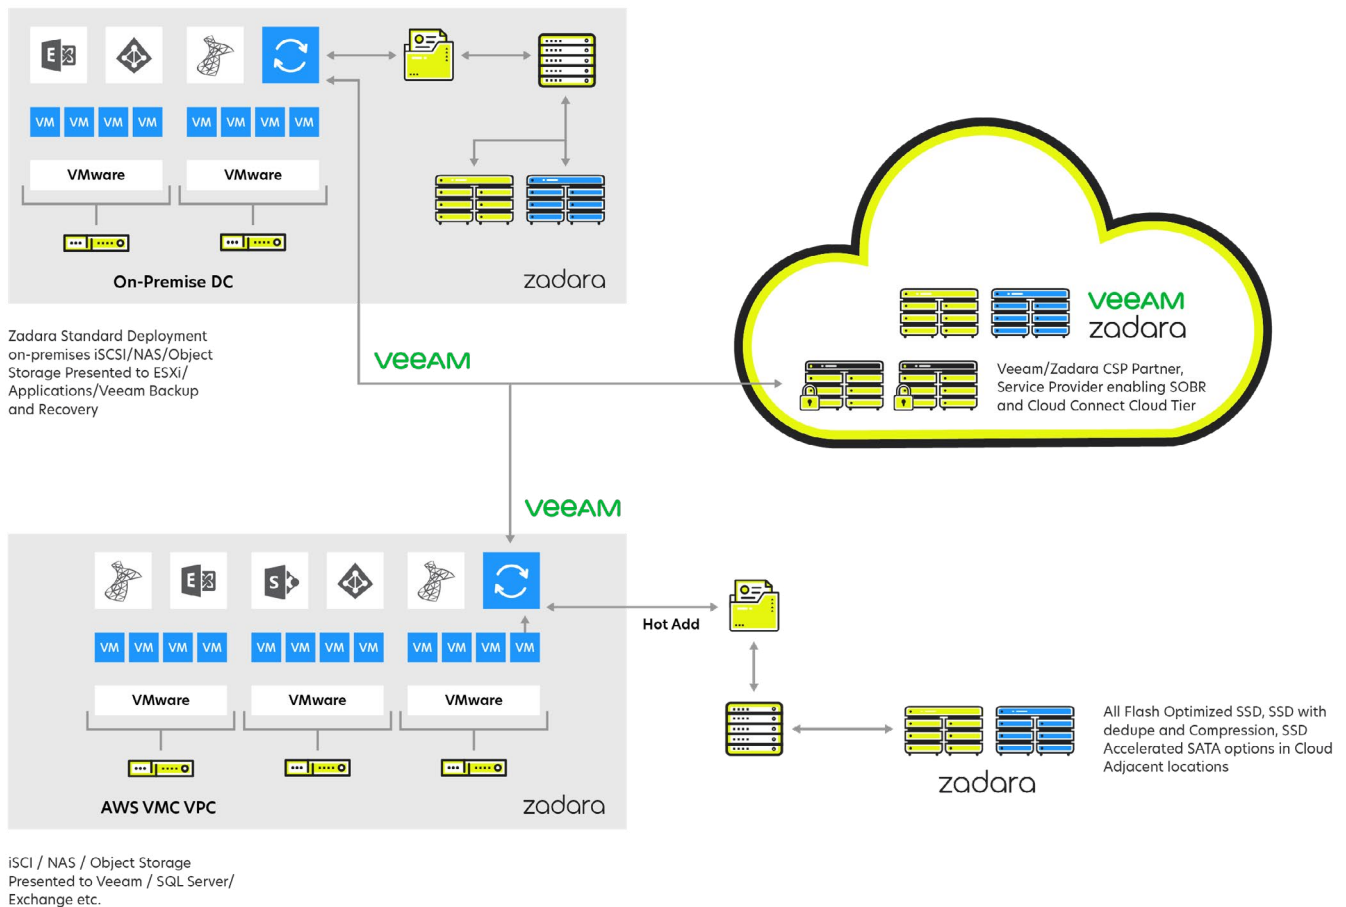 E
VM VM VM VM
VM VM VM VM
VMware
VMware
On-Premise DC
zadara
Zadara Standard Deployment
on-premises iSCSI/NAS/Object
Storage Presented to ESXi/
Applications/Veeam Backup
and Recovery
veeAM
veeAM
zadara
Veeam/Zadara CSP Partner,
Service Provider enabling SOBR
and Cloud Connect Cloud Tier
veeAM
E
S
VM VM VM VM
VM VM VM VM
VM VM VM VM
VMware
VMware
VMware
AWS VMC VPC
zadara
Hot Add
All Flash Optimized SSD, SSD with
dedupe and Compression, SSD
Accelerated SATA options in Cloud
Adjacent locations
zadara
iSCI / NAS / Object Storage
Presented to Veeam / SQL Server/
Exchange etc.